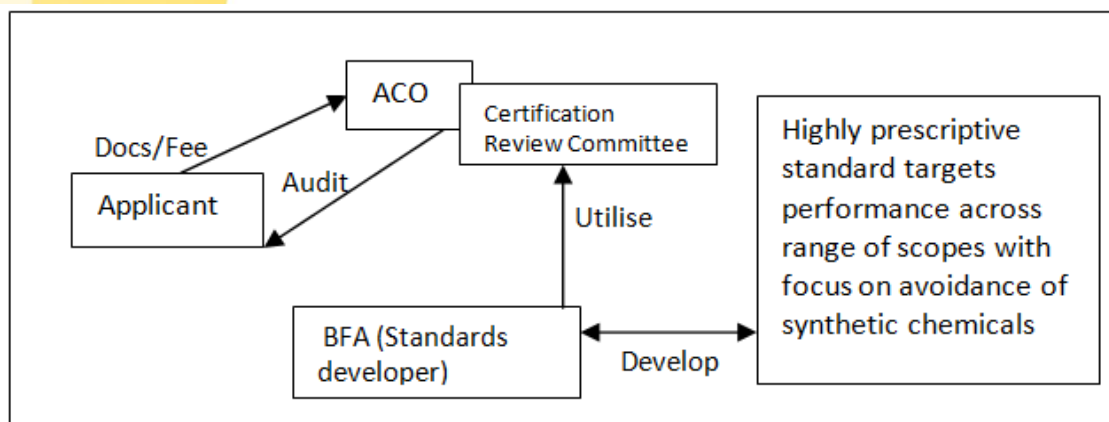 ACO
Certification
Review Committee
Docs/Fee
Applicant
Audit
Utilise
Highly prescriptive
standard targets
performance across
range of scopes with
focus on avoidance of
synthetic chemicals
BFA (Standards
developer)
Develop